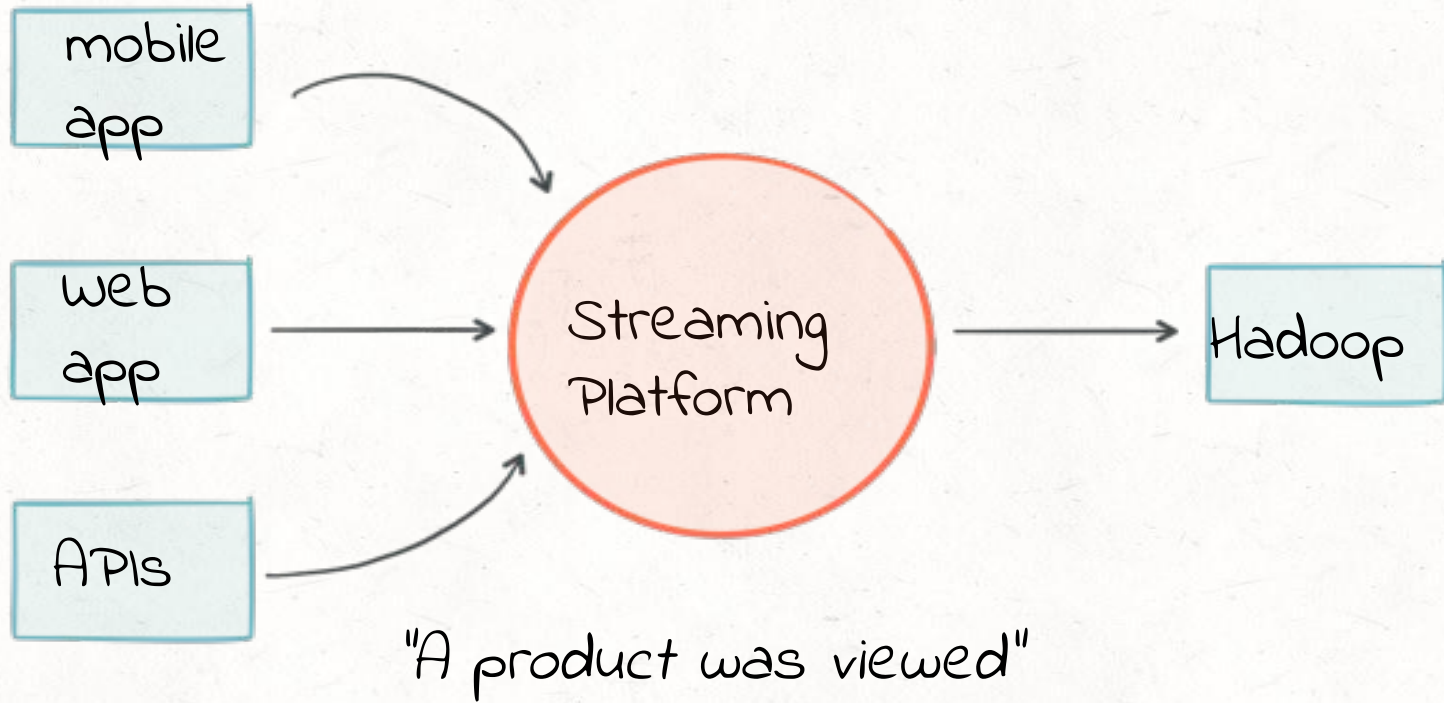 mobile
app
web
app
APIs
Streaming
Platform
Hadoop
"A product was viewed"